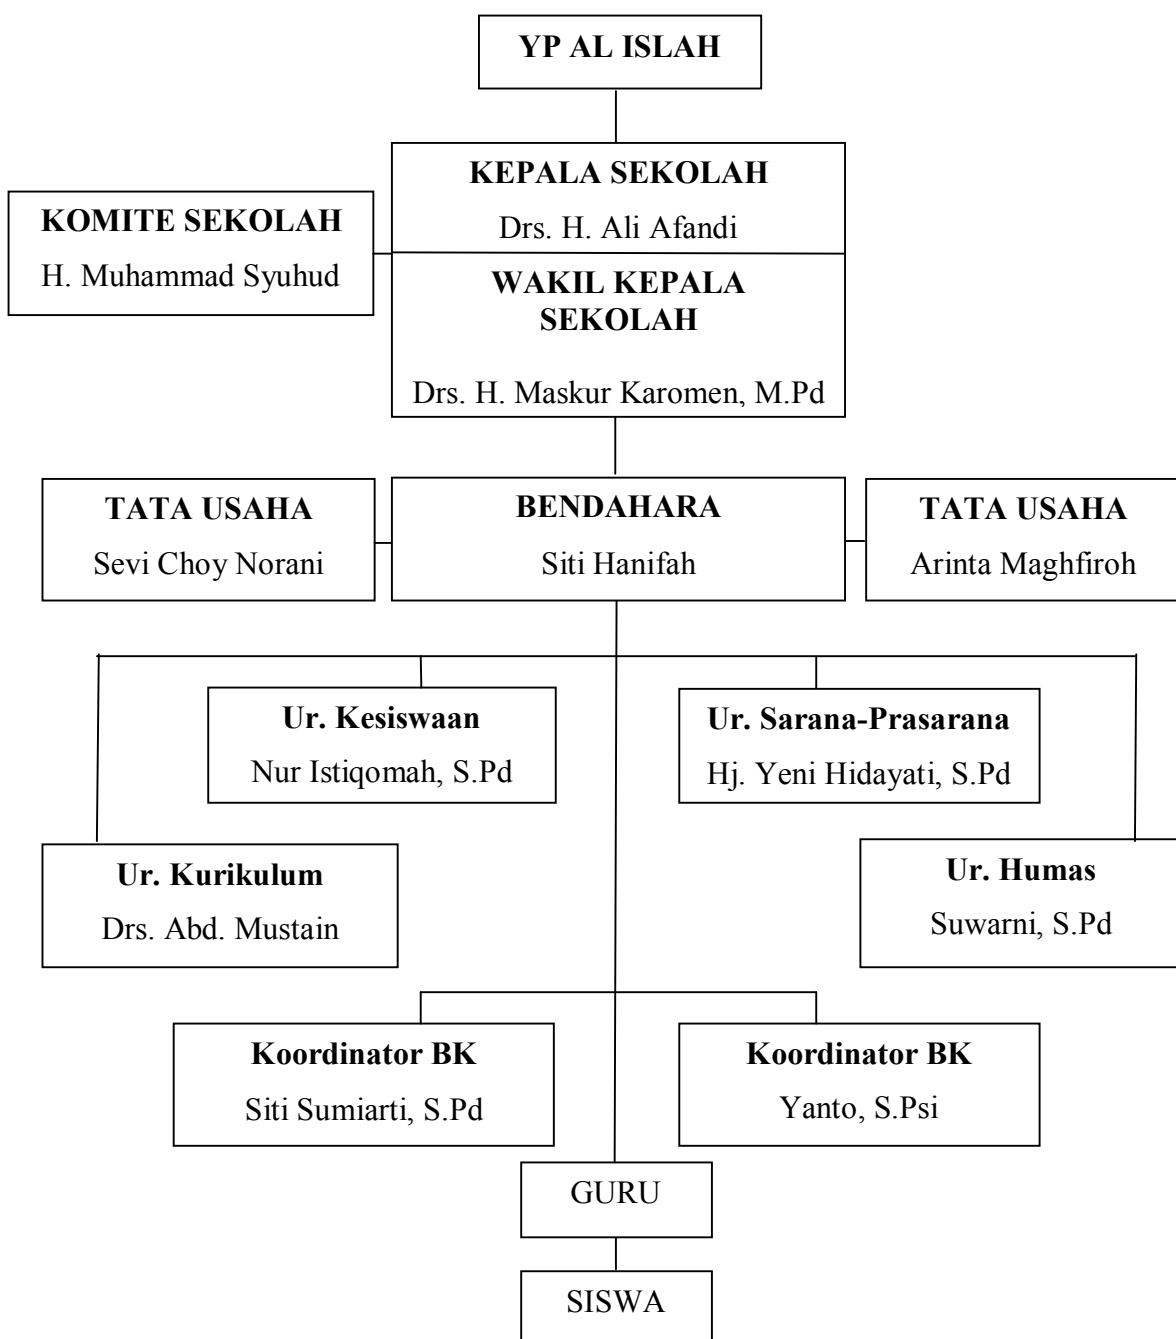 YP AL ISLAH
KEPALA SEKOLAH
Drs. H. Ali Afandi
KOMITE SEKOLAH
H. Muhammad Syuhud
WAKIL KEPALA
SEKOLAH
Drs. H. Maskur Karomen, M.Pd
TATA USAHA
Sevi Choy Norani
BENDAHARA
Siti Hanifah
TATA USAHA
Arinta Maghfiroh
Ur. Kesiswaan
Nur Istiqomah, S.Pd
Ur. Sarana-Prasarana
Hj. Yeni Hidayati, S.Pd
Ur. Kurikulum
Drs. Abd. Mustain
Ur. Humas
Suwarni, S.Pd
Koordinator BK
Siti Sumiarti, S.Pd
Koordinator BK
Yanto, S.Psi
GURU
SISWA